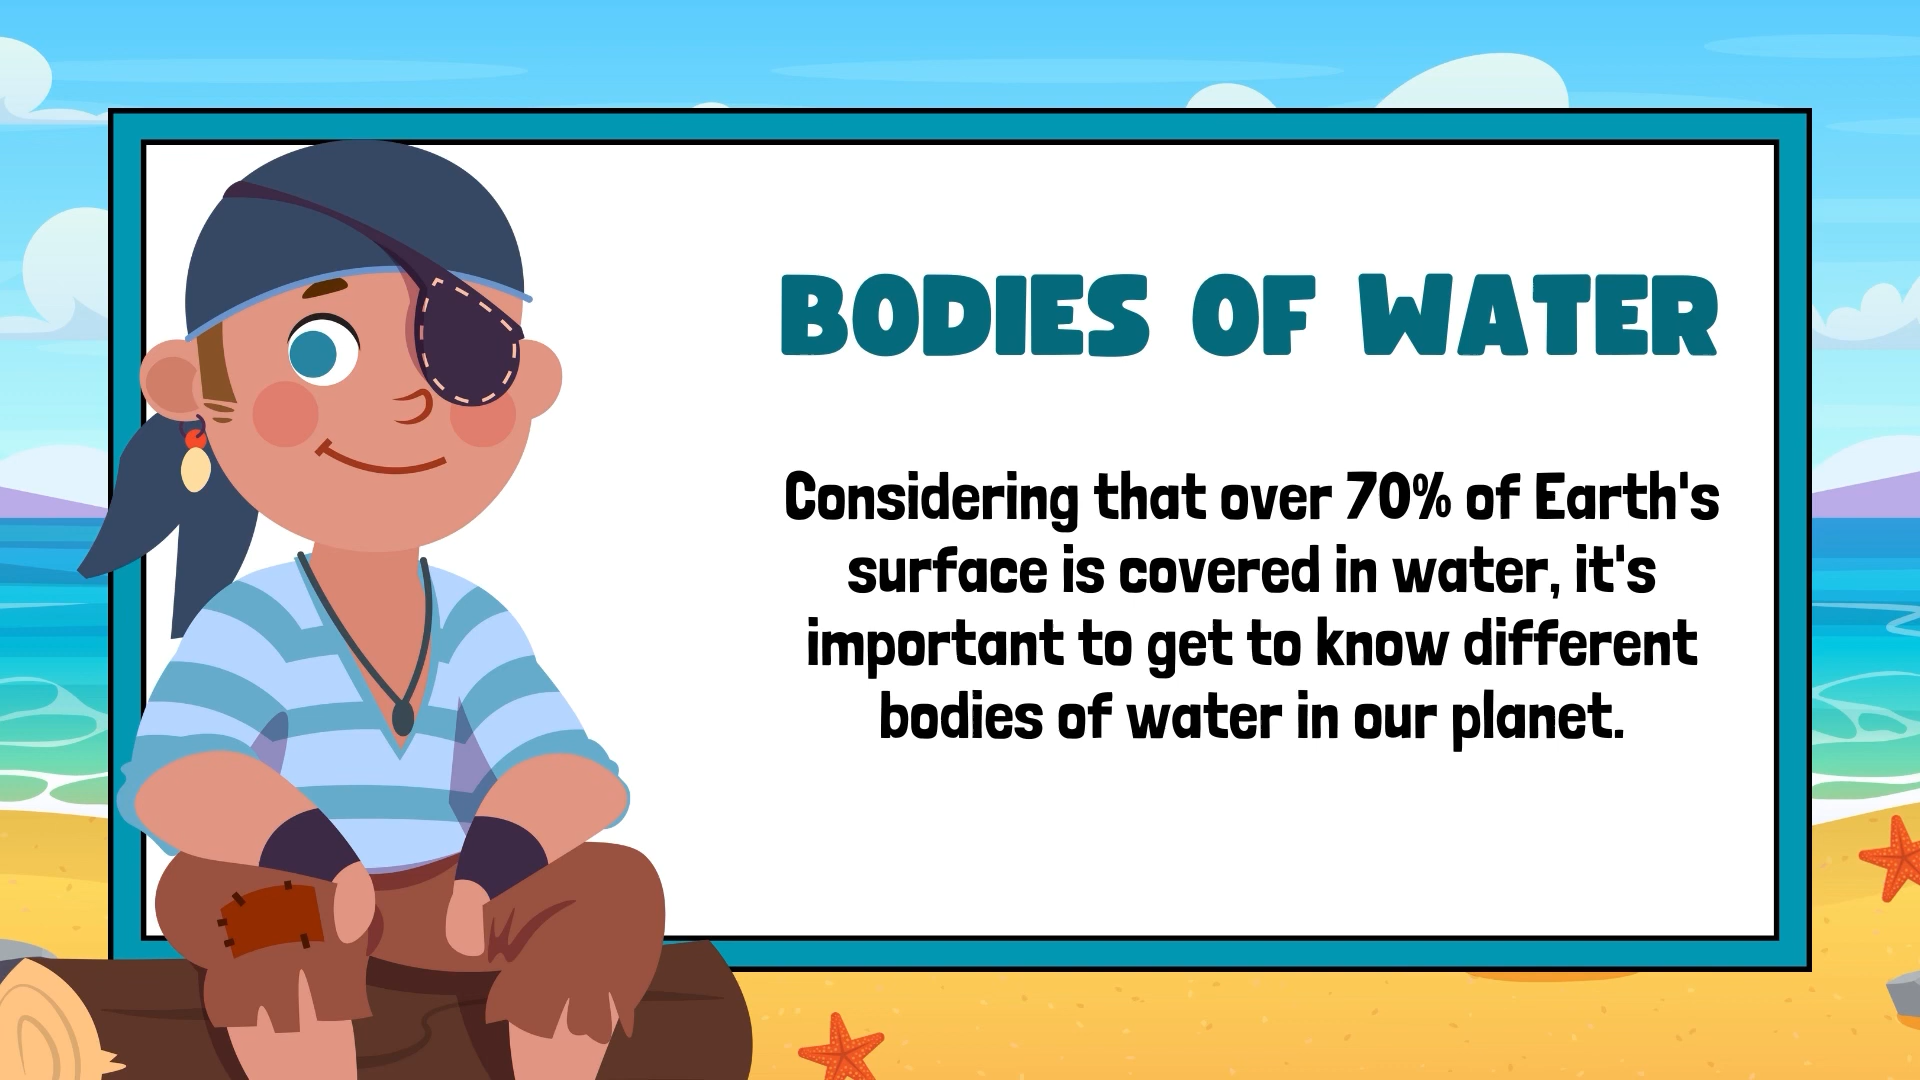 BODIES OF WATER
Considering that over 70% of Earth's
surface is covered in water, it's
important to get to know different
bodies of water in our planet.